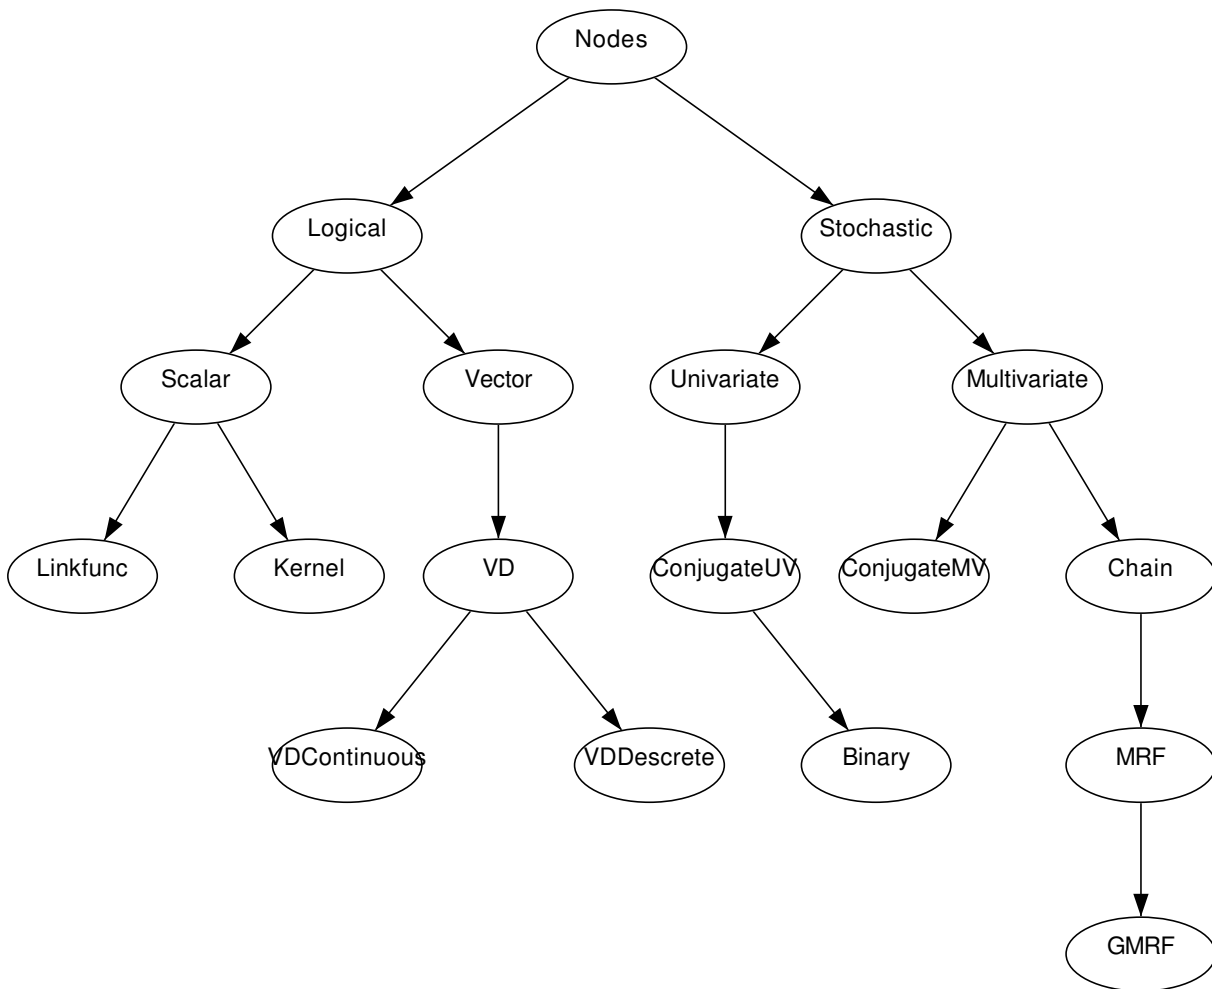 Nodes
Logical
Stochastic
Scalar
Vector
Univariate
Multivariate
Linkfunc
Kernel
VD
ConjugateUV
ConjugateMV
Chain
VDContinuous
VDDescrete
Binary
MRF
GMRF